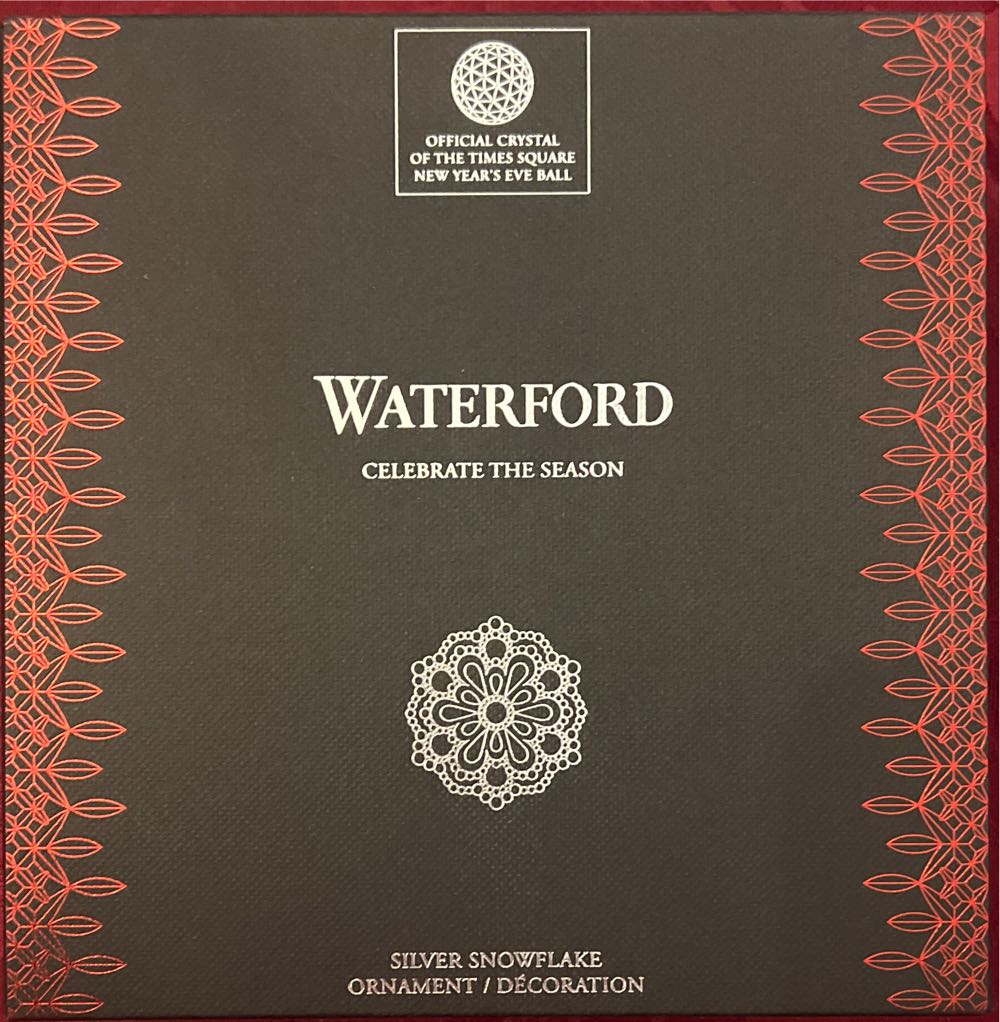 OFFICIAL CRYSTAL
OF THE TIMES SQUARE
NEW YEAR'S EVE BALL
WATERFORD
CELEBRATE THE SEASON
SILVER SNOWFLAKE
ORNAMENT / DÉCORATION